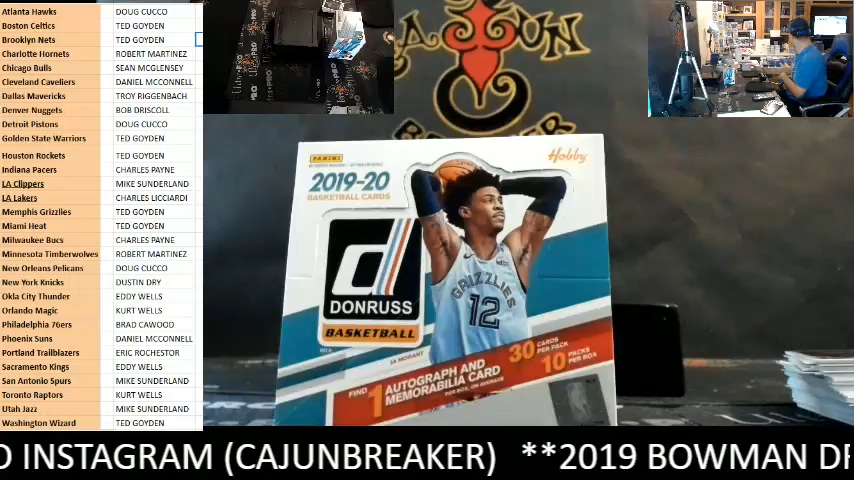 Atlanta Hawks DOUG CUCCO
Boston Celtics TED GOYDEN
Brooklyn Nets TED GOYDEN
Charlotte Hornets ROBERT MARTINEZ
Chicago Bulls SEAN MCGLENSEY
Cleveland Caveliers DANIEL MCCONNELL
Dallas Mavericks TROY RIGGENBACH
Denver Nuggets BOB DRISCOLL
Detroit Pistons DOUG CUCCO
Golden State Warriors TED GOYDEN
Houston Rockets TED GOYDEN
Indiana Pacers CHARLES PAYNE
LA Clippers MIKE SUNDERLAND
LA Lakers CHARLES LICCIARDI
Memphis Grizzlies TED GOYDEN
Miami Heat TED GOYDEN
Milwaukee Bucs CHARLES PAYNE
Minnesota Timberwolves ROBERT MARTINEZ
New Orleans Pelicans DOUG CUCCO
New York Knicks DUSTIN DRY
Okla City Thunder EDDY WELLS
Orlando Magic KURT WELLS
Philadelphia 76ers BRAD CAWOOD
Phoenix Suns DANIEL MCCONNELL
Portland Trailblazers ERIC ROCHESTOR
Sacramento Kings EDDY WELLS
San Antonio Spurs MIKE SUNDERLAND
Toronto Raptors KURT WELLS
Utah Jazz MIKE SUNDERLAND
Washington Wizard TED GOYDEN
PANINI
Hobby
2019-20
BASKETBALL CARDS
d
DONRUSS
BASKETBALL
GRIZZLIES
12
JA MORANT
FIND 1 AUTOGRAPH AND
MEMORABILIA CARD
PER BOX, ON AVERAGE
30 CARDS PER PACK
10 PACKS PER BOX
D INSTAGRAM (CAJUNBREAKER) **2019 BOWMAN DR